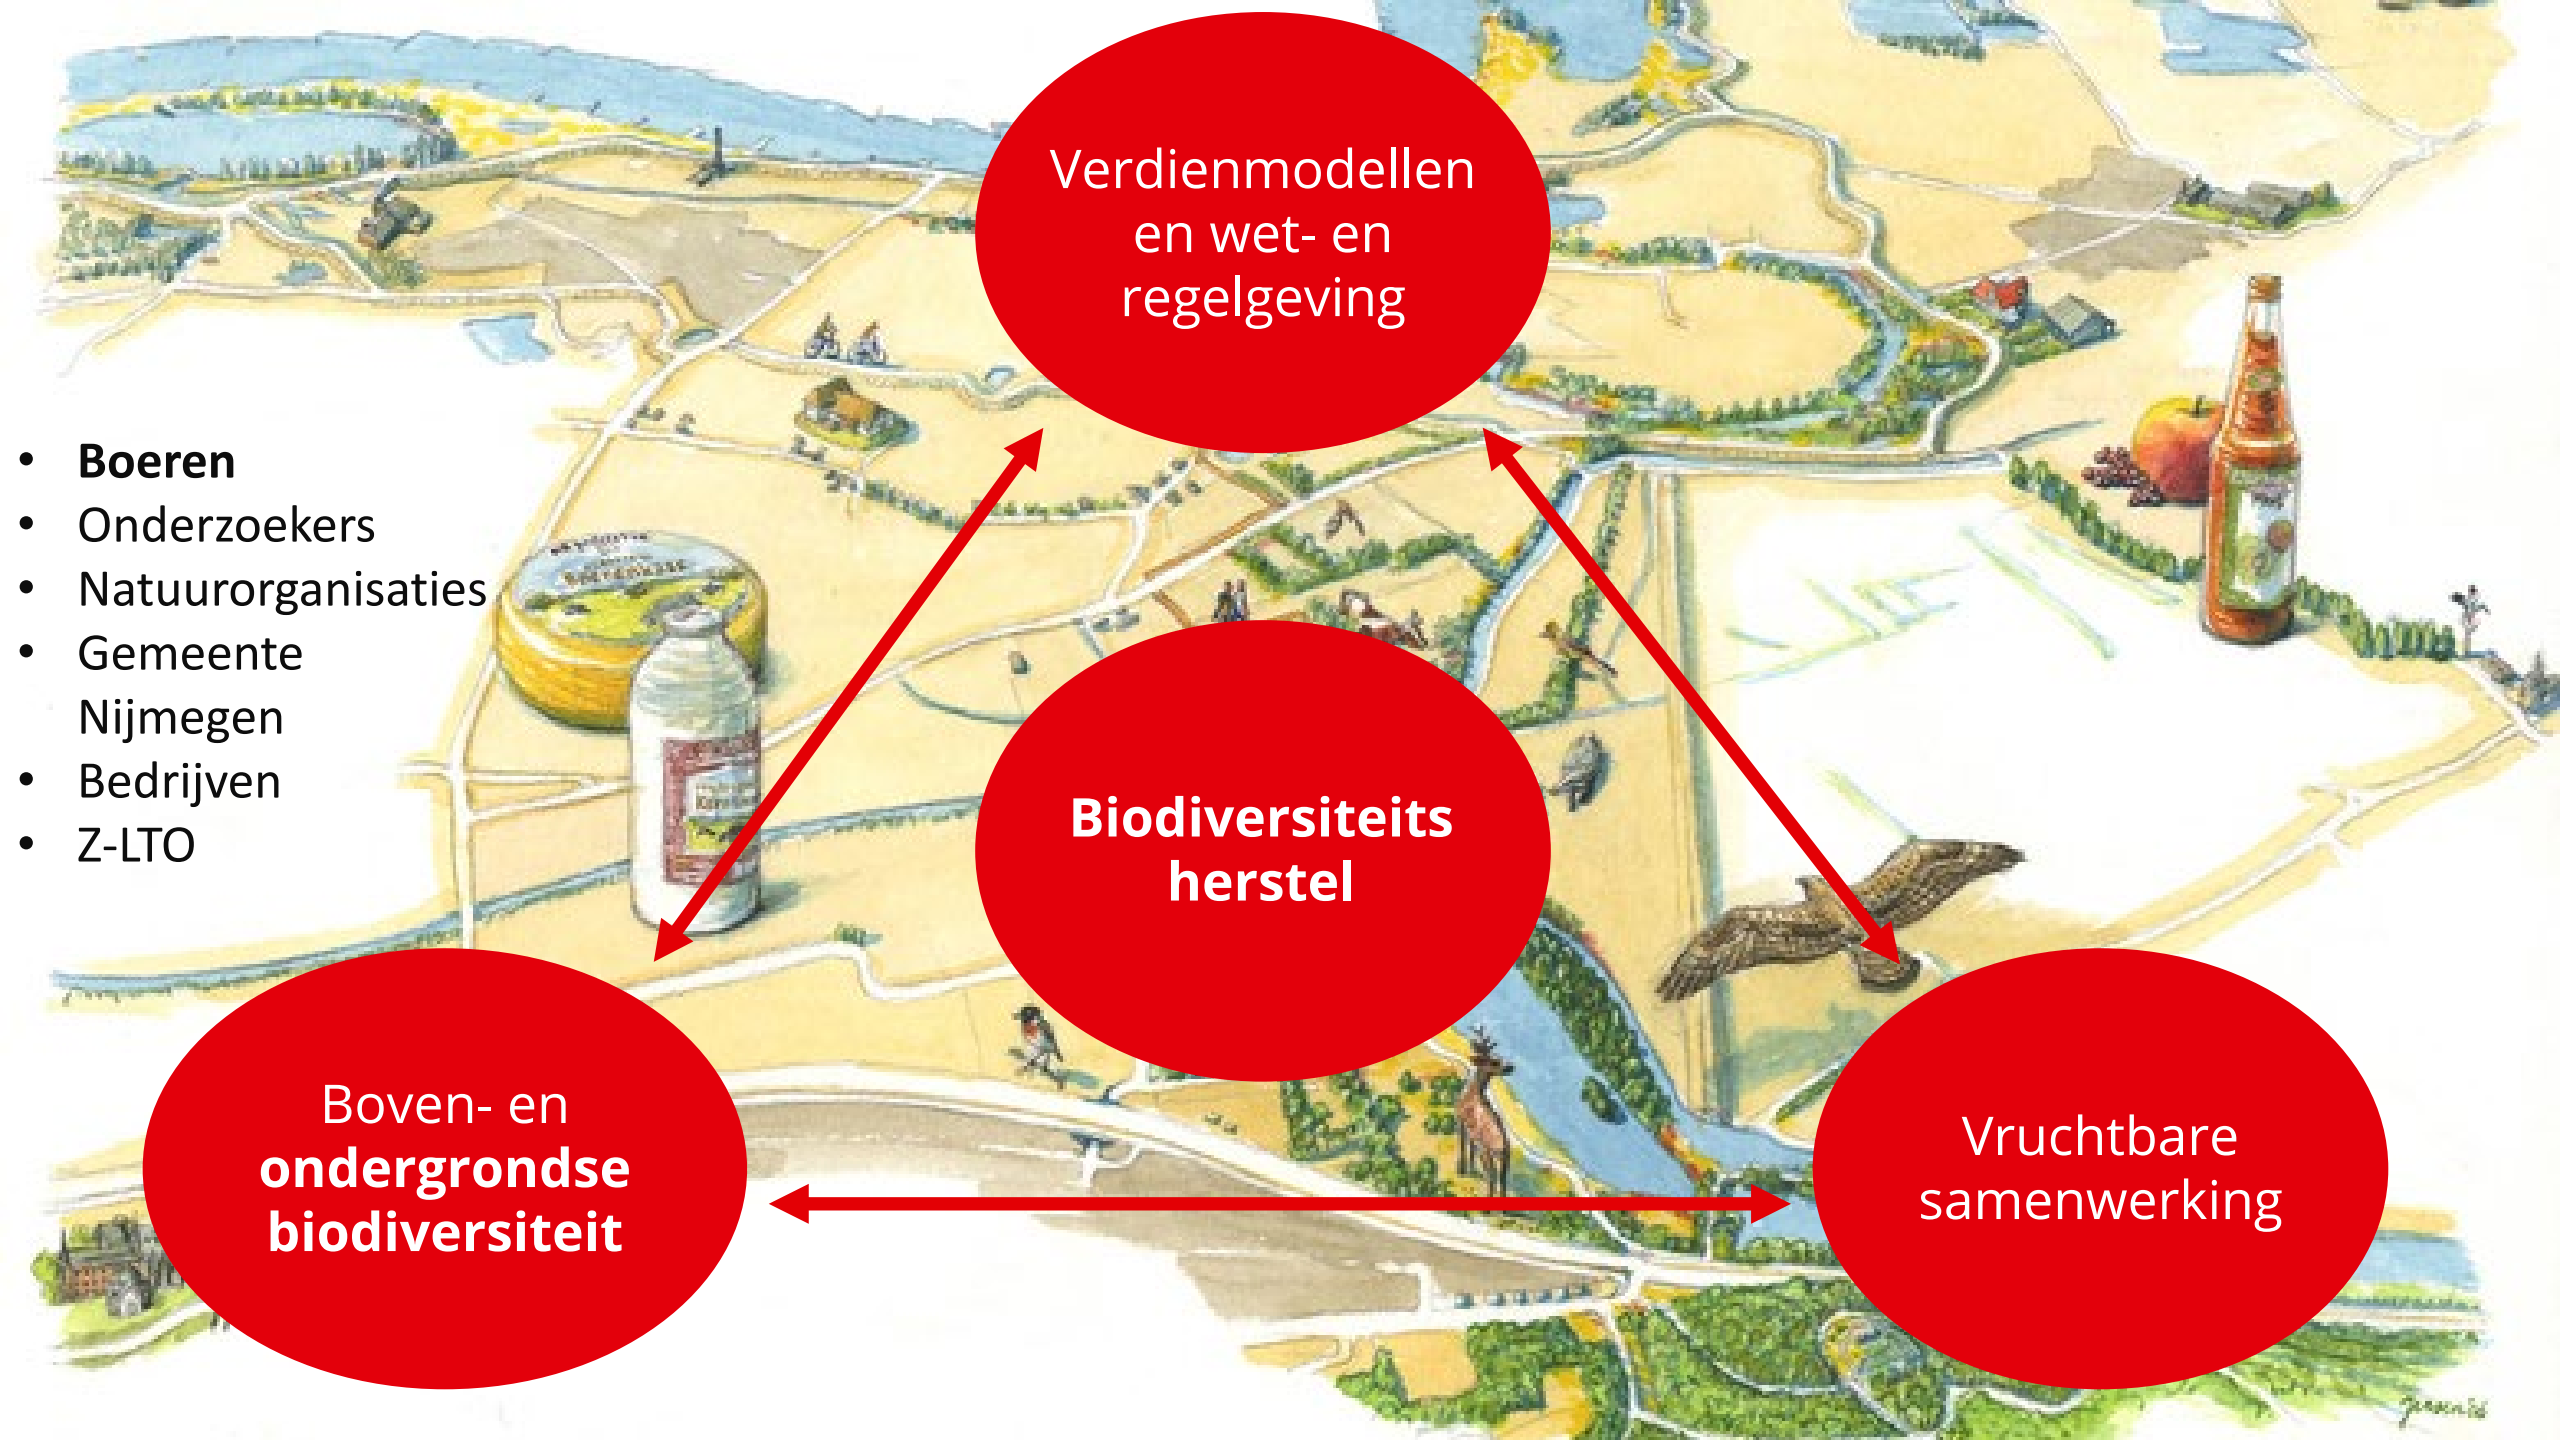 Verdienmodellen
en wet- en
regelgeving
• Boeren
• Onderzoekers
• Natuurorganisaties
• Gemeente
Nijmegen
• Bedrijven
• Z-LTO
Biodiversiteits
herstel
Boven- en
ondergrondse
biodiversiteit
Vruchtbare
samenwerking